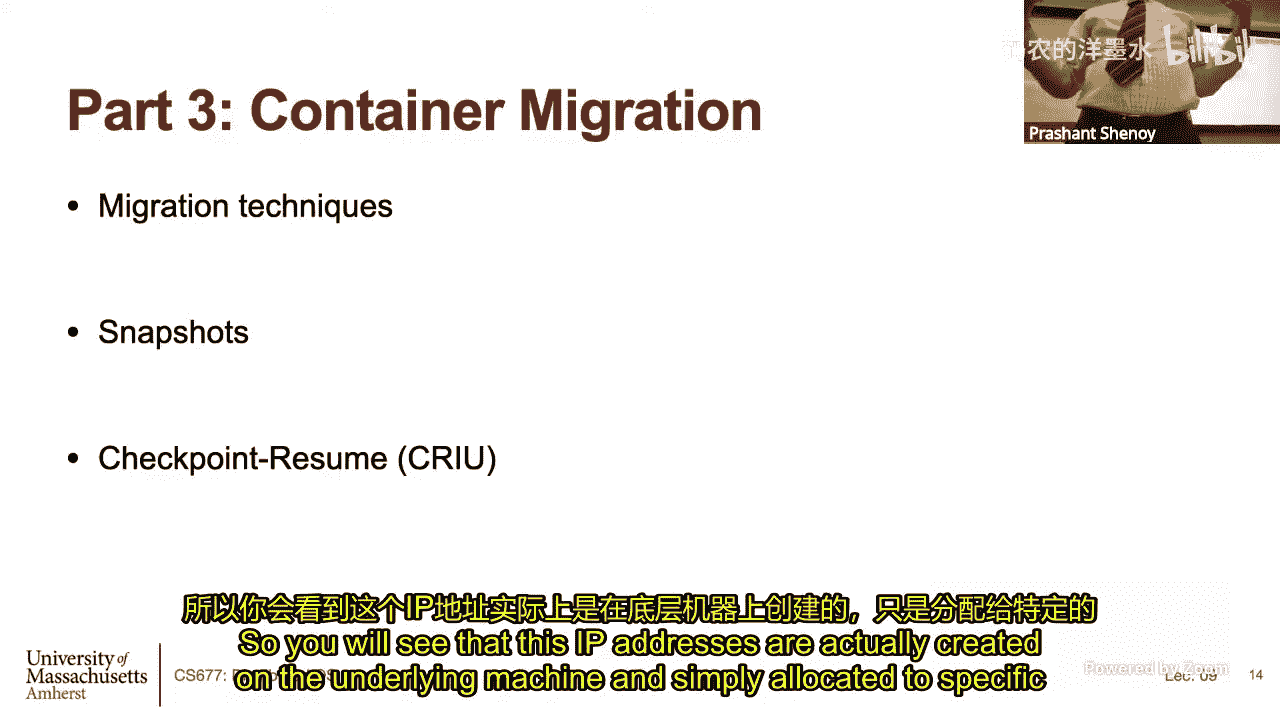 农的洋墨水 bilibili
Prashant Shenoy
Part 3: Container Migration
• Migration techniques
• Snapshots
• Checkpoint-Resume (CRIU)
所以你会看到这个IP地址实际上是在底层机器上创建的，只是分配给特定的
So you will see that this IP addresses are actually created
on the underlying machine and simply allocated to specific
University of
Massachusetts
Amherst
CS677:
Powered by Zoom
Lec. 09
14